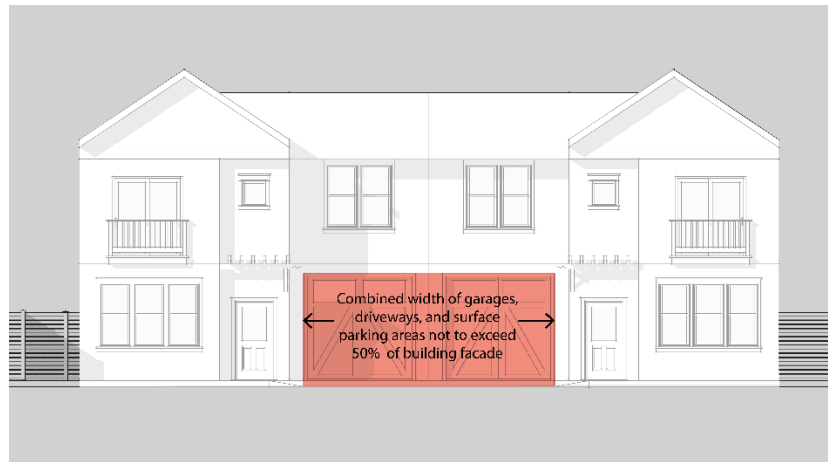 Combined width of garages,
driveways, and surface
parking areas not to exceed
50% of building facade